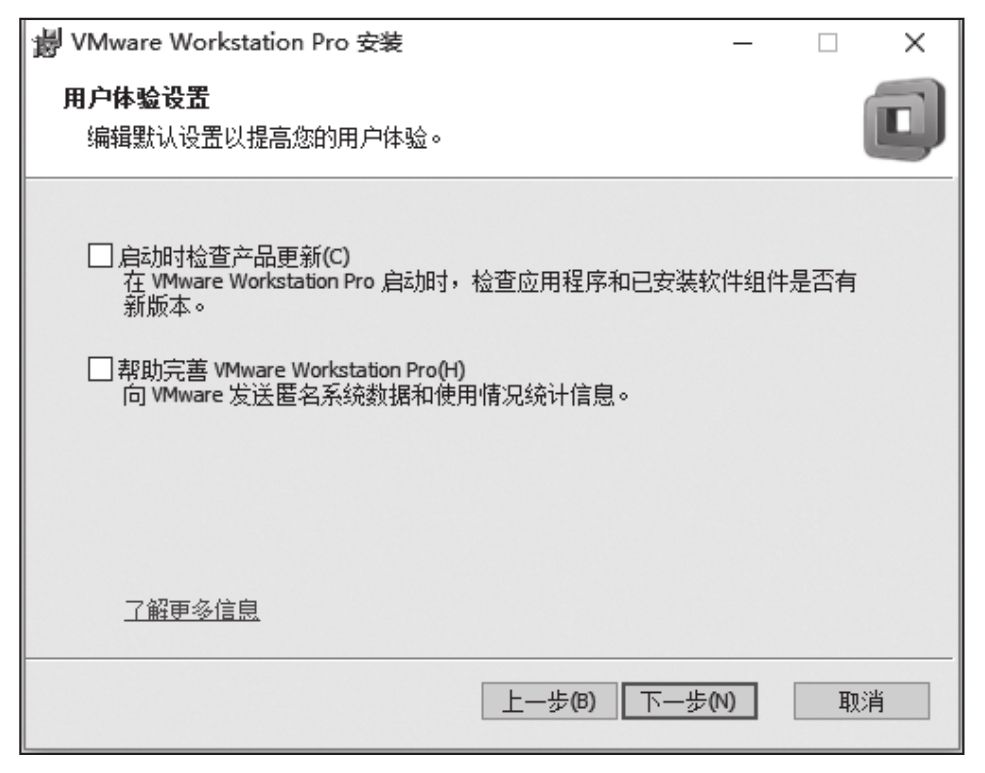 VMware Workstation Pro 安装
用户体验设置
编辑默认设置以提高您的用户体验。
启动时检查产品更新(C)
在 VMware Workstation Pro 启动时，检查应用程序和已安装软件组件是否有
新版本。
帮助完善 VMware Workstation Pro(H)
向 VMware 发送匿名系统数据和使用情况统计信息。
了解更多信息
上一步(B) 下一步(N) 取消